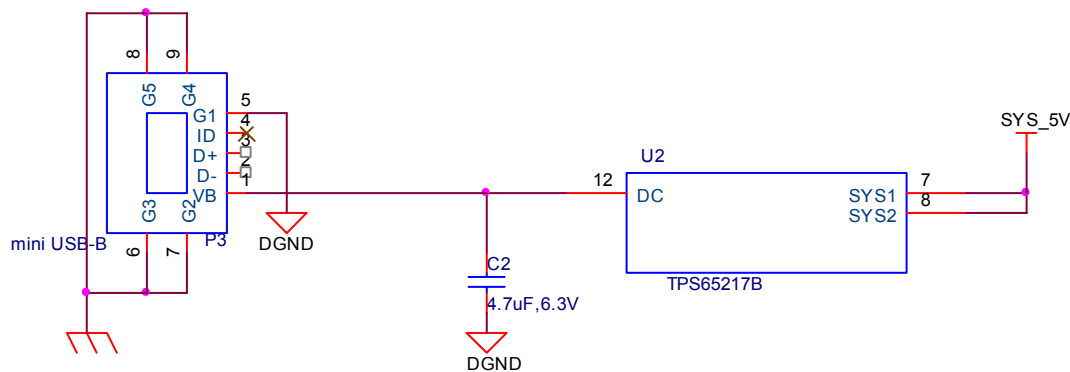 8
9
G5
G4
G1
5
ID
4
D+
3
D-
2
VB
1
G3
G2
mini USB-B
P3
6
7
DGND
C2
4.7uF,6.3V
DGND
U2
12
DC
SYS1
7
SYS2
8
TPS65217B
SYS_5V